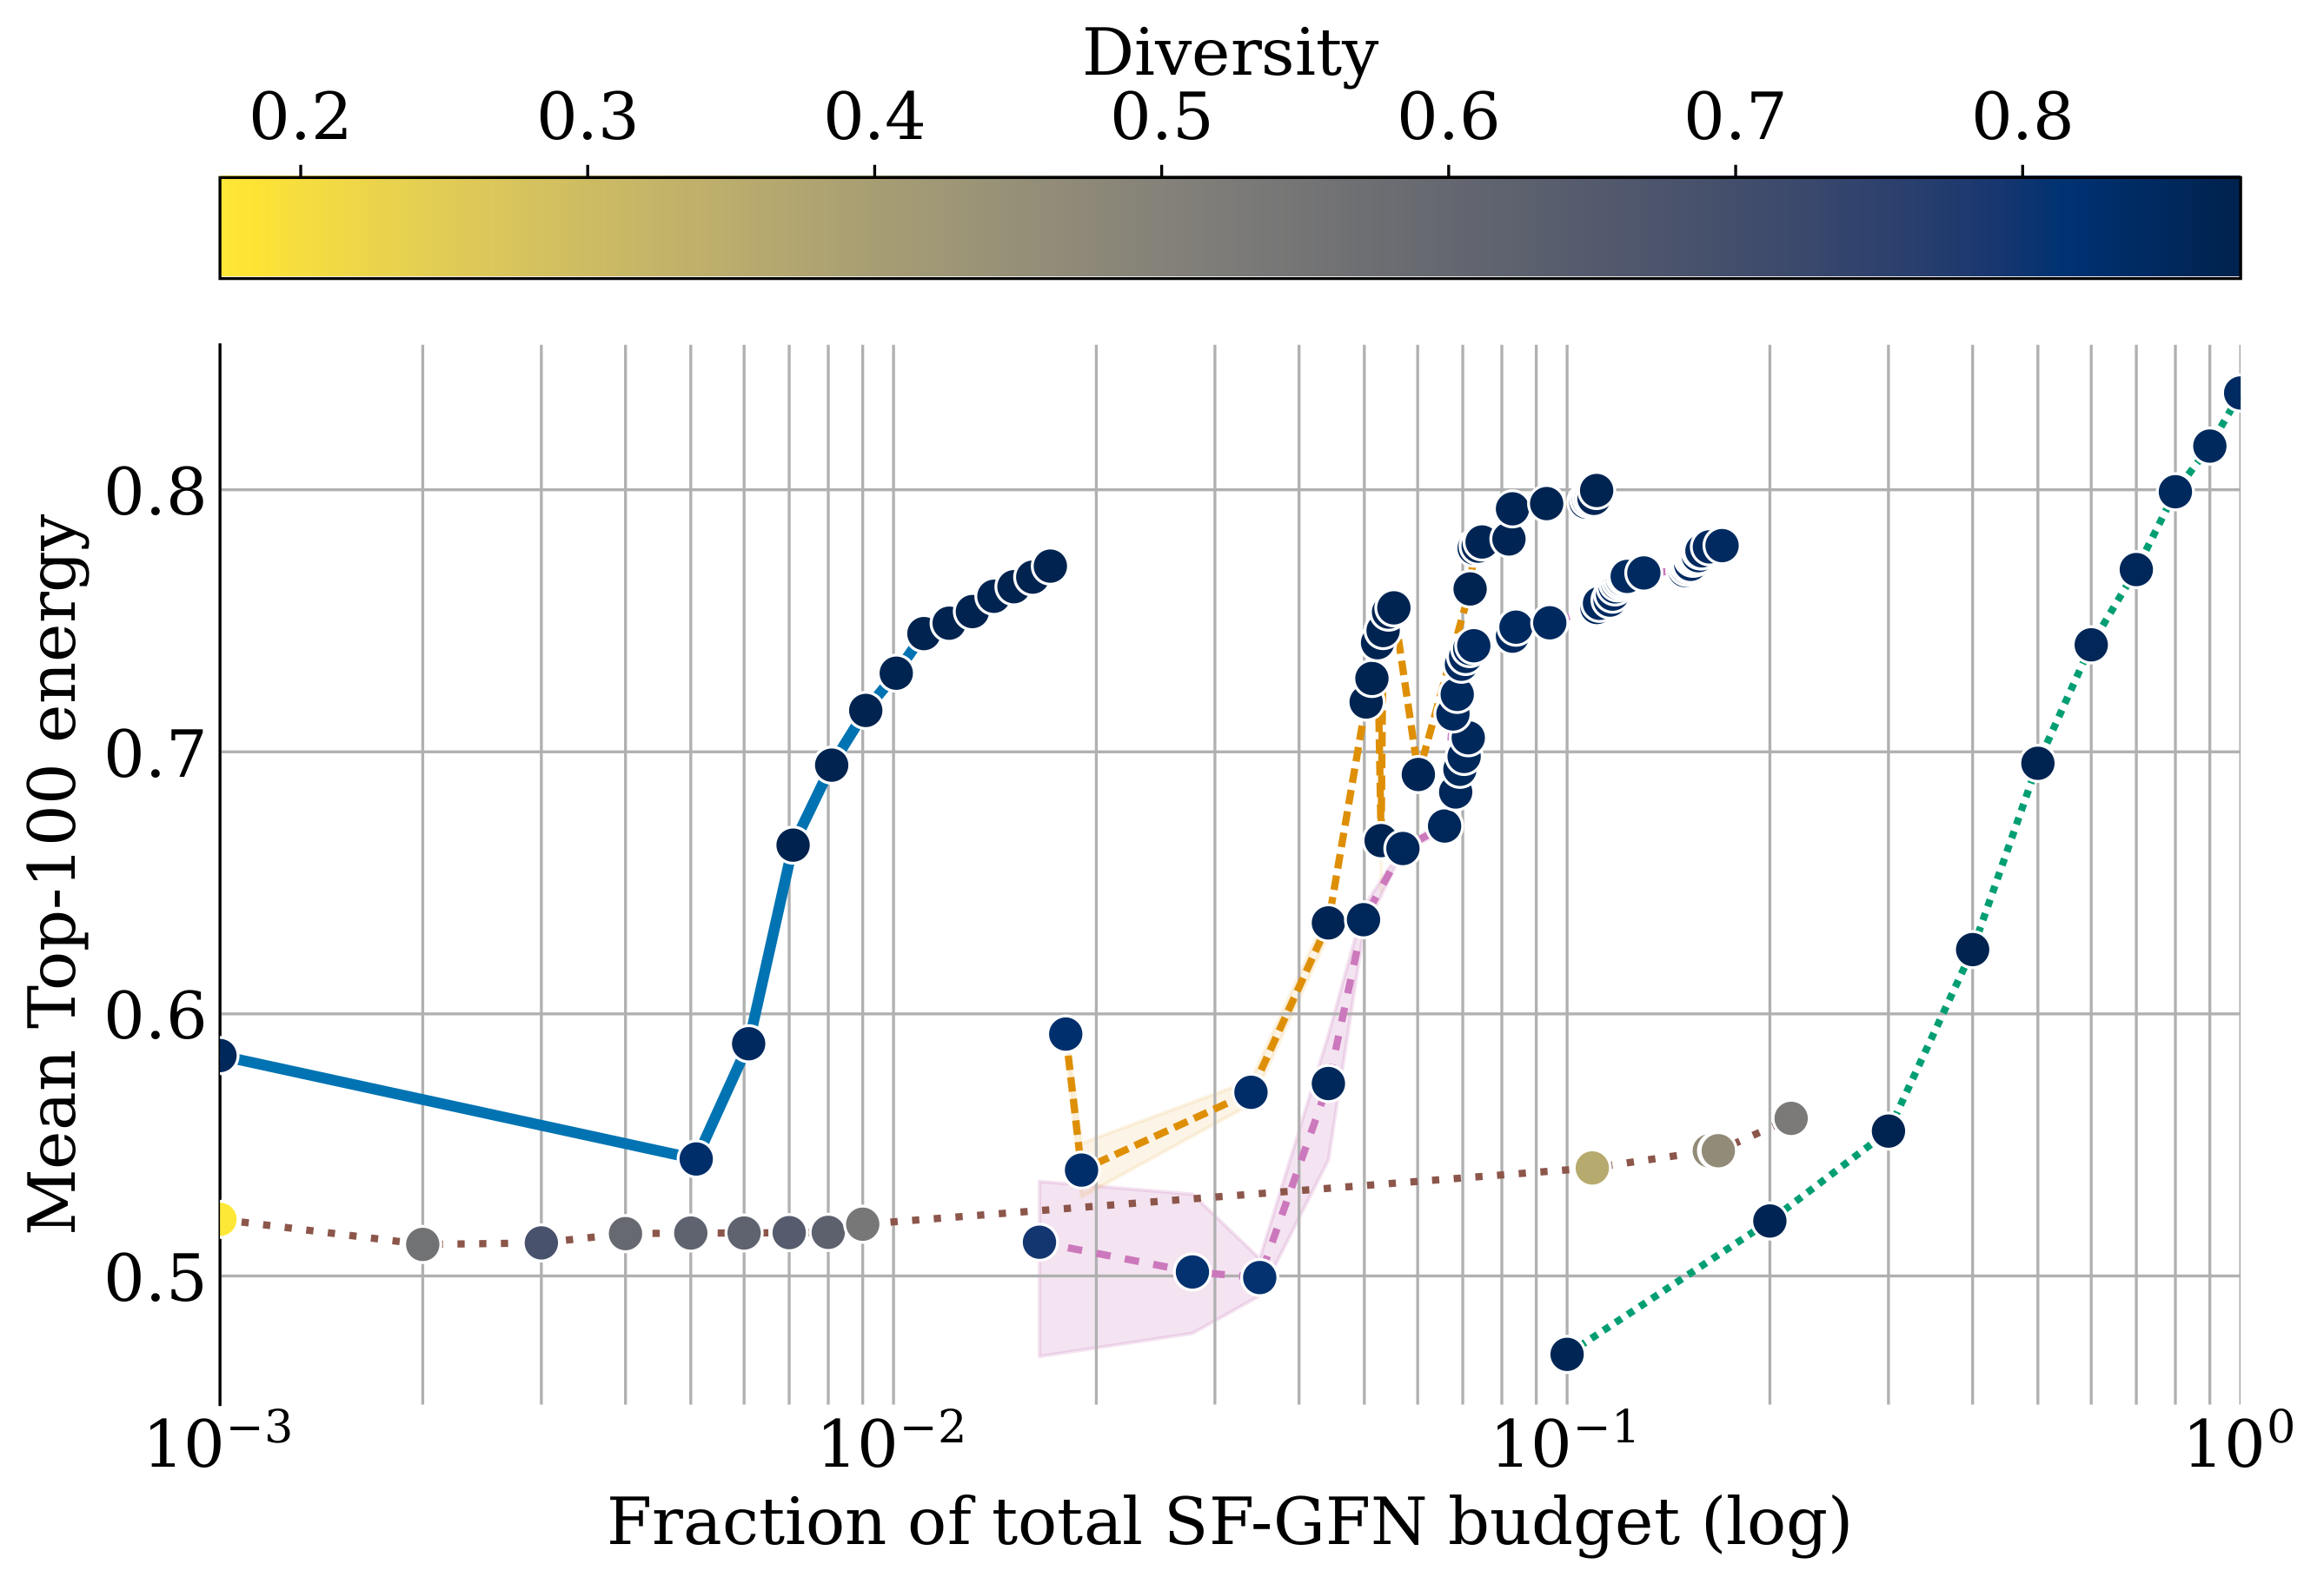 Diversity
0.2 0.3 0.4 0.5 0.6 0.7 0.8
Mean Top-100 energy
0.8
0.7
0.6
0.5
10⁻³ 10⁻² 10⁻¹ 10⁰
Fraction of total SF-GFN budget (log)